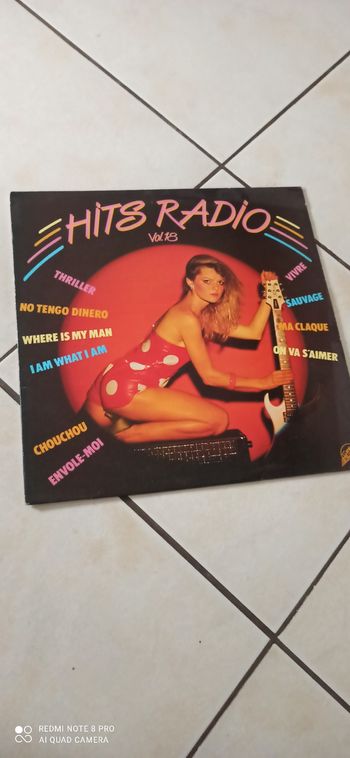 HITS RADIO
Vol.18
THRILLER
NO TENGO DINERO
WHERE IS MY MAN
I AM WHAT I AM
CHOUCHOU
ENVOLE-MOI
VIVRE
SAUVAGE
MA CLAQUE
ON VA S'AIMER
REDMI NOTE 8 PRO
AI QUAD CAMERA